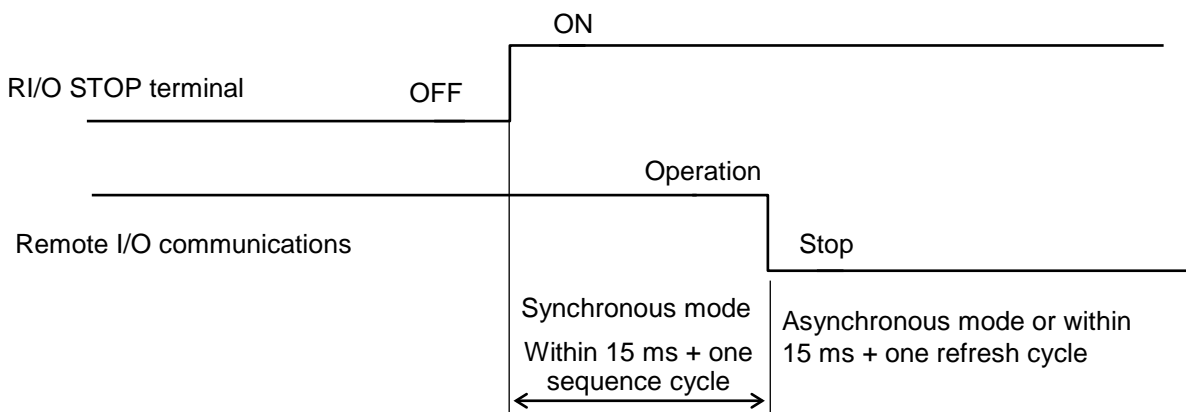 ON
RI/O STOP terminal
OFF
Operation
Remote I/O communications
Stop
Synchronous mode
Within 15 ms + one
sequence cycle
Asynchronous mode or within
15 ms + one refresh cycle